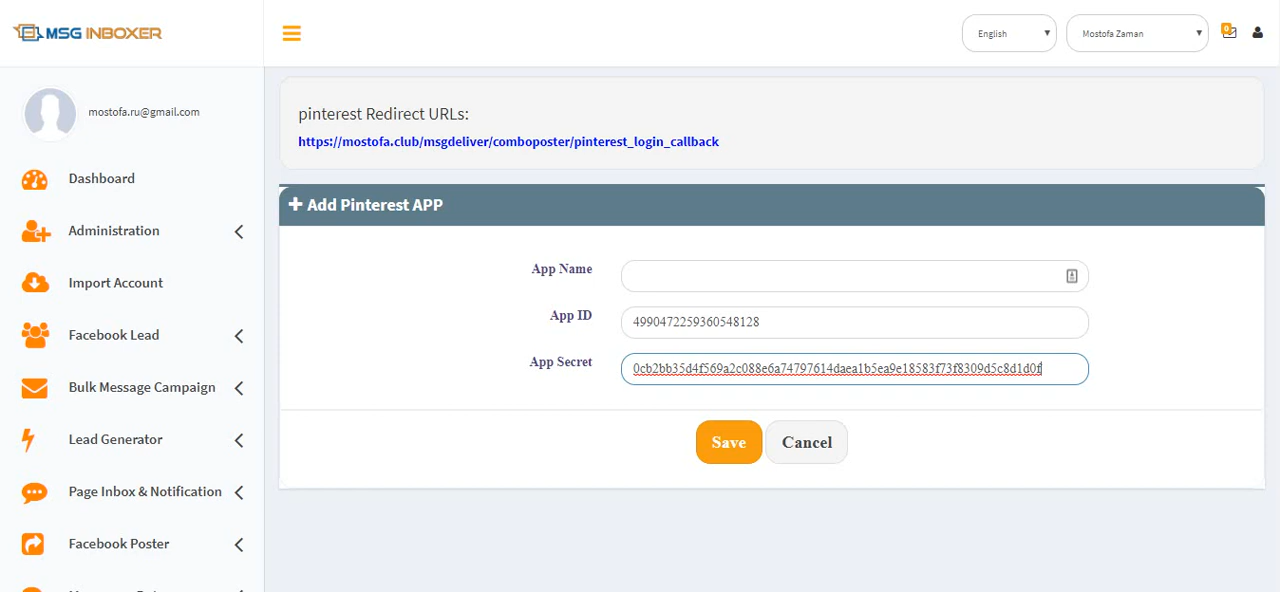 MSG INBOXER
English
Mostofa Zaman
0
mostofa.ru@gmail.com
pinterest Redirect URLs:
https://mostofa.club/msgdeliver/comboposter/pinterest_login_callback
Dashboard
Administration
Import Account
Facebook Lead
Bulk Message Campaign
Lead Generator
Page Inbox & Notification
Facebook Poster
Add Pinterest APP
App Name
App ID
4990472259360548128
App Secret
0cb2bb35d4f569a2c088e6a74797614daea1b5ea9e18583f73f8309d5c8d1d0f
Save
Cancel